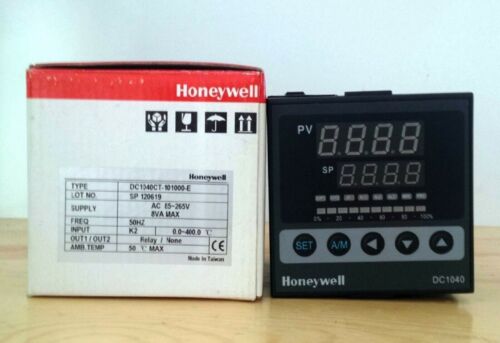 Honeywell
Honeywell
TYPE DC1040CT-101000-E
LOT NO. SP 120619
SUPPLY AC 85~265V
8VA MAX
FREQ 50HZ
INPUT K2 0.0~400.0 ℃
OUT1 / OUT2 Relay / None
AMB.TEMP 50 ℃ MAX
CE
Made In Taiwan
PV 8.8.8.8
SP 8.8.8.8
0% 20 40 60 80 100%
SET A/M
Honeywell DC1040